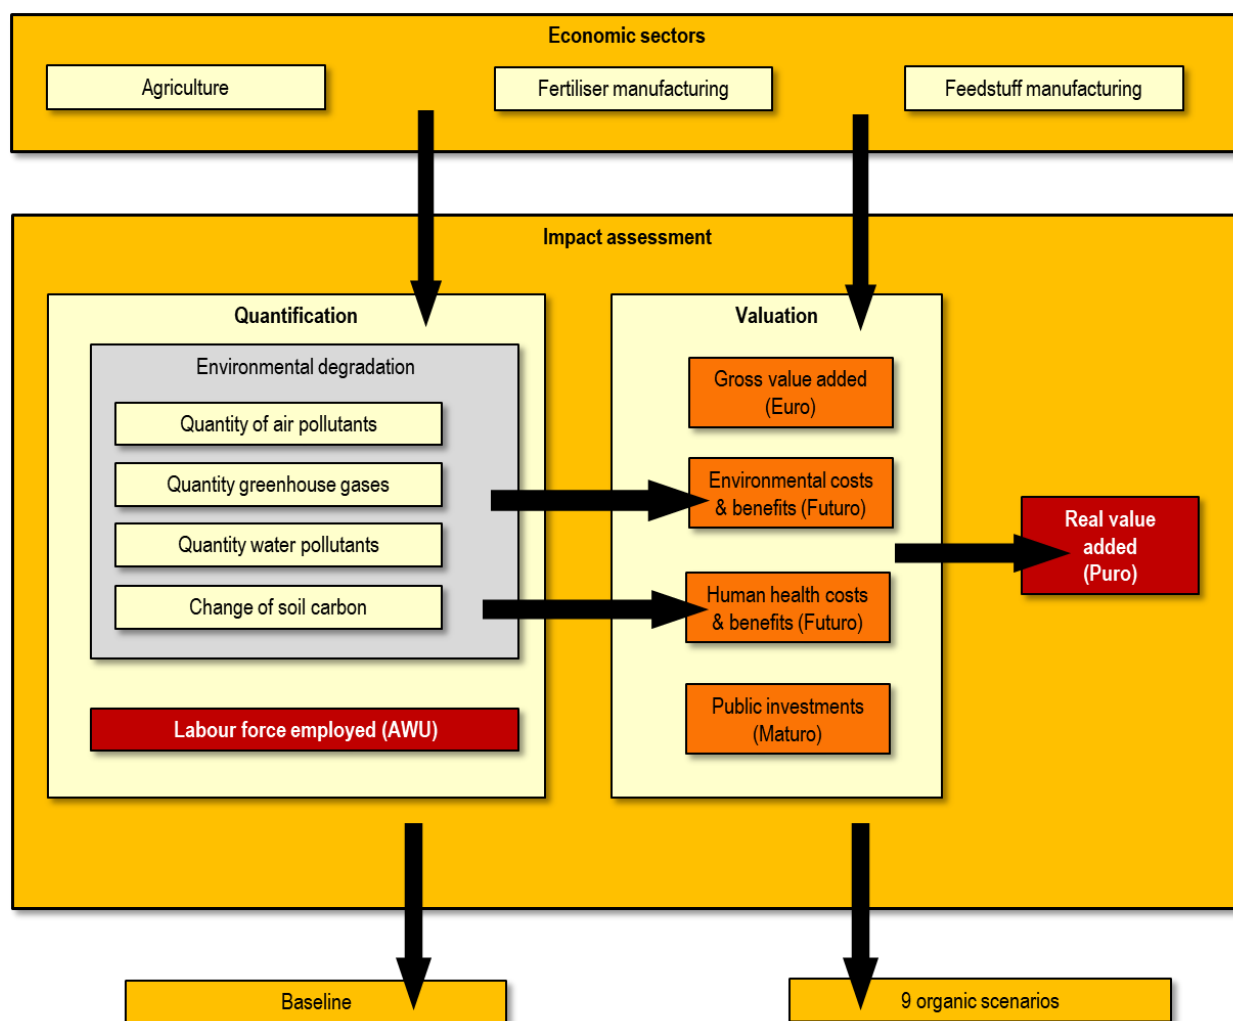 Economic sectors
Agriculture
Fertiliser manufacturing
Feedstuff manufacturing
Impact assessment
Quantification
Environmental degradation
Quantity of air pollutants
Quantity greenhouse gases
Quantity water pollutants
Change of soil carbon
Labour force employed (AWU)
Valuation
Gross value added
(Euro)
Environmental costs
& benefits (Futuro)
Human health costs
& benefits (Futuro)
Public investments
(Maturo)
Real value
added
(Puro)
Baseline
9 organic scenarios